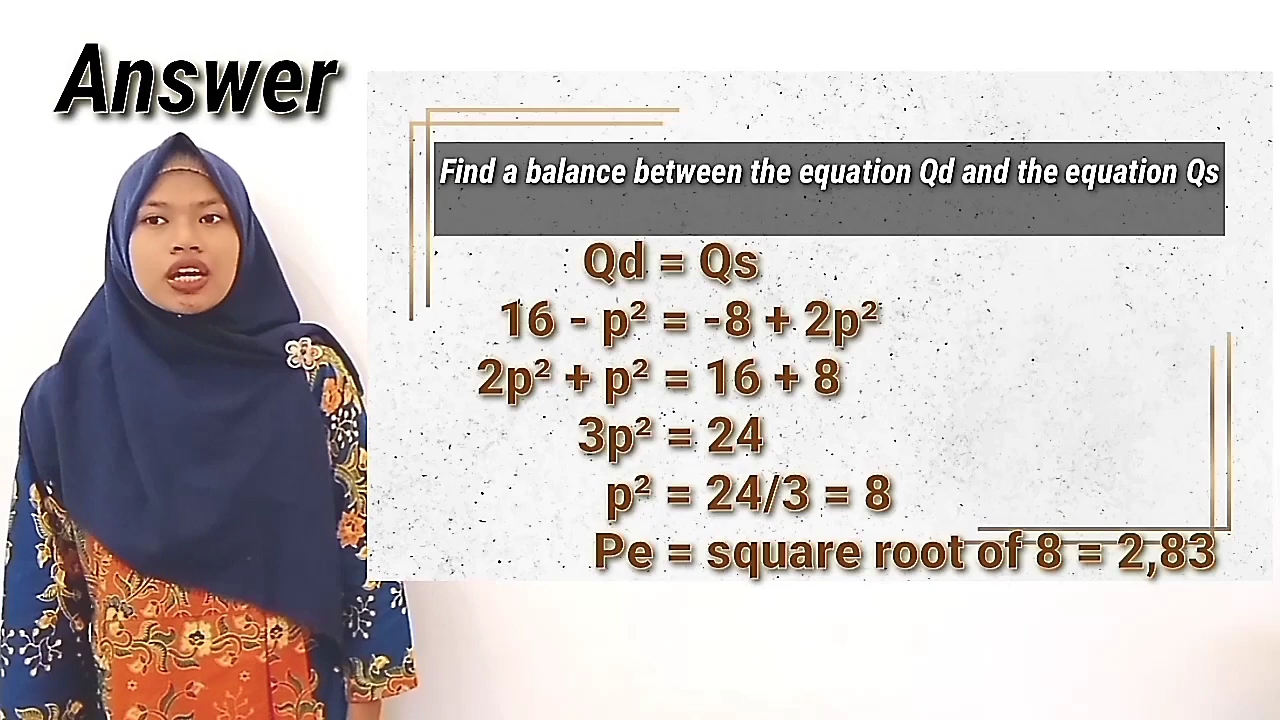 Answer
Find a balance between the equation Qd and the equation Qs
Qd = Qs
16 - p² = -8 + 2p²
2p² + p² = 16 + 8
3p² = 24
p² = 24/3 = 8
Pe = square root of 8 = 2,83